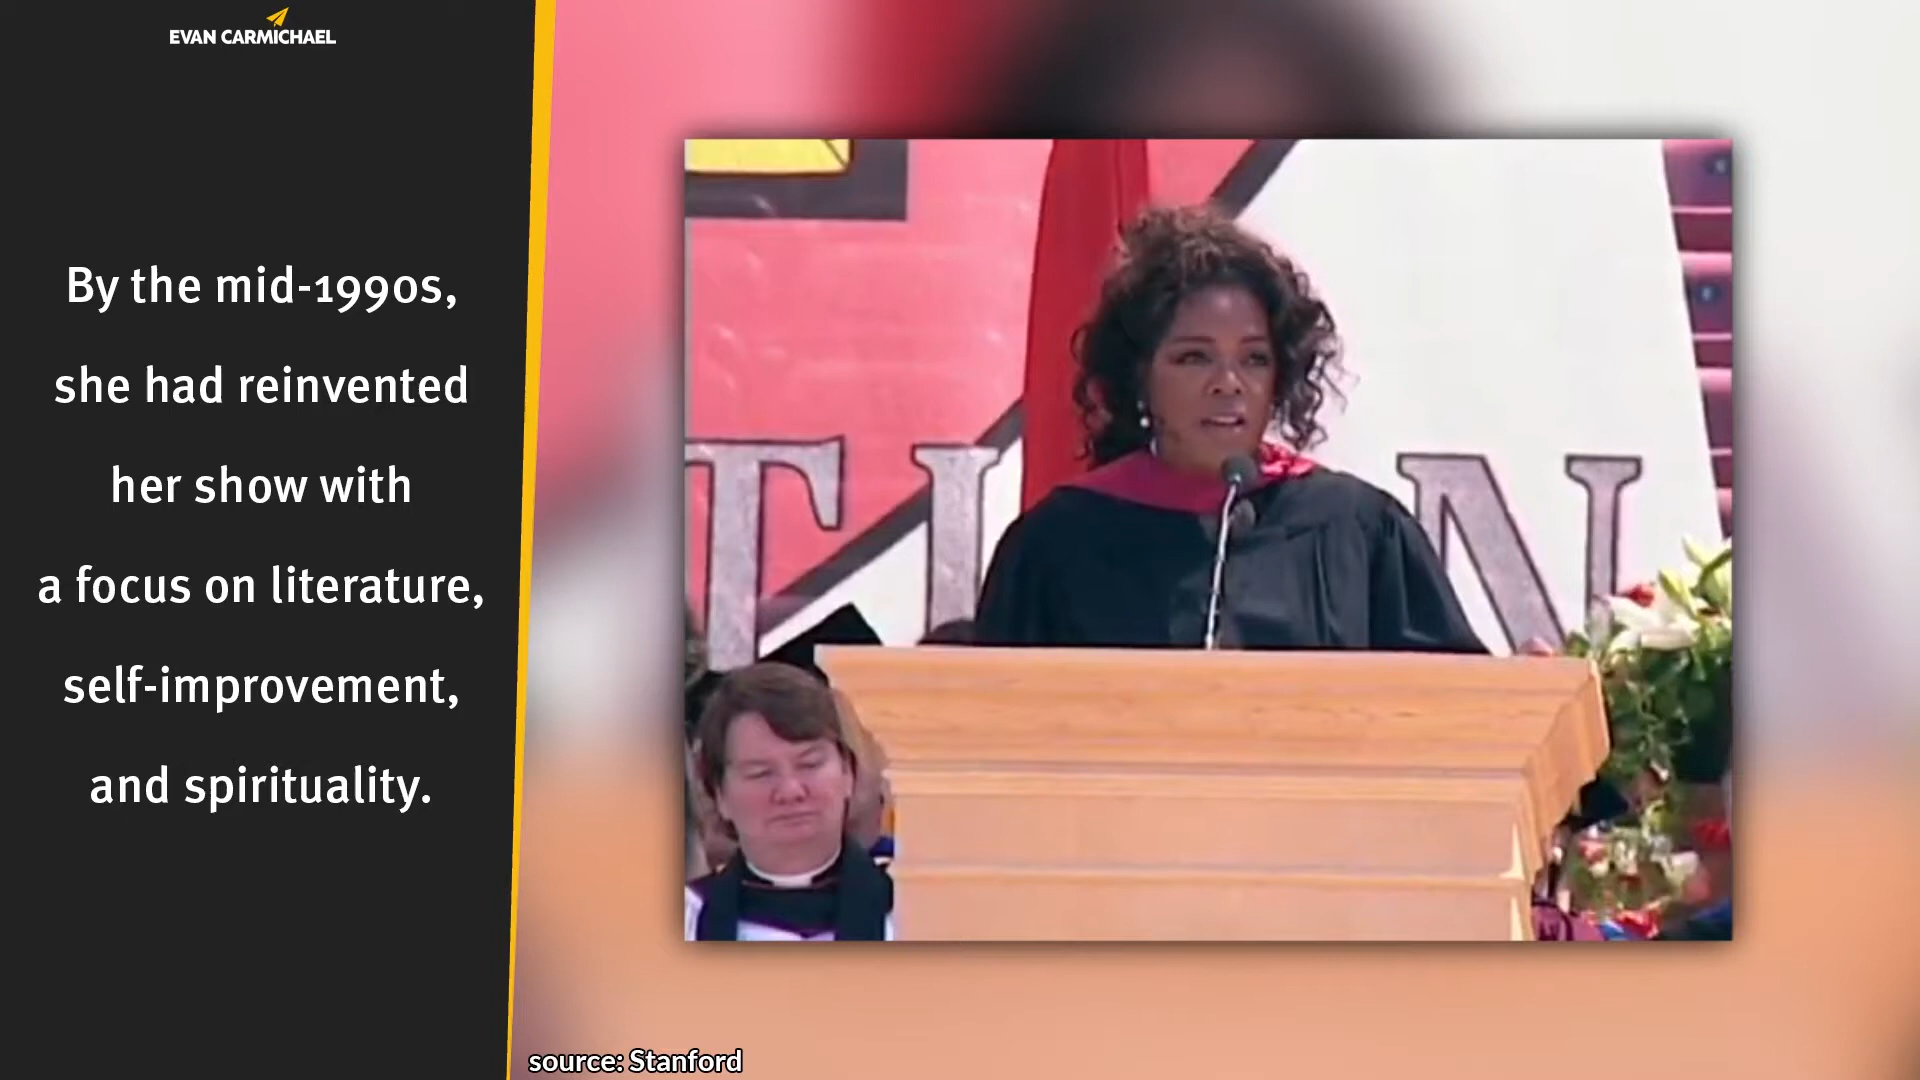 EVAN CARMICHAEL
By the mid-1990s,
she had reinvented
her show with
a focus on literature,
self-improvement,
and spirituality.
TI N
source: Stanford